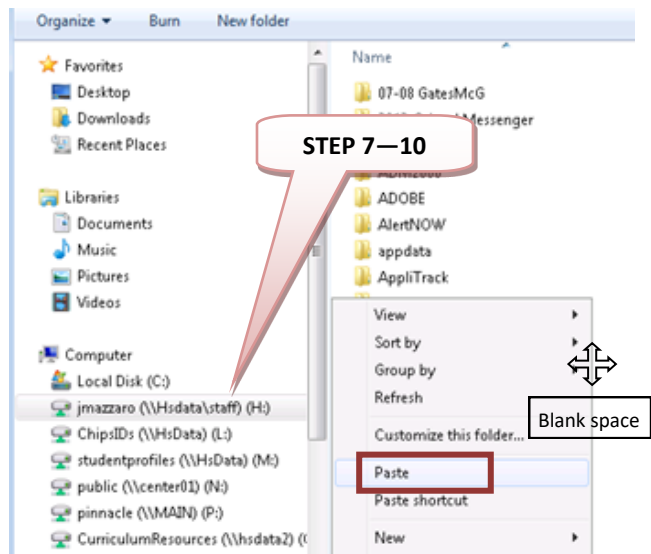 Organize Burn New folder
Favorites
Desktop
Downloads
Recent Places
Libraries
Documents
Music
Pictures
Videos
Computer
Local Disk (C:)
jmazzaro (\\Hsdata\staff) (H:)
ChipsIDs (\\HsData) (L:)
studentprofiles (\\HsData) (M:)
public (\\center01) (N:)
pinnacle (\\MAIN) (P:)
CurriculumResources (\\hsdata2) (
STEP 7—10
Name
07-08 GatesMcG
Messenger
ADM2000
ADOBE
AlertNOW
appdata
AppliTrack
View
Sort by
Group by
Refresh
Customize this folder...
Paste
Paste shortcut
New
Blank space